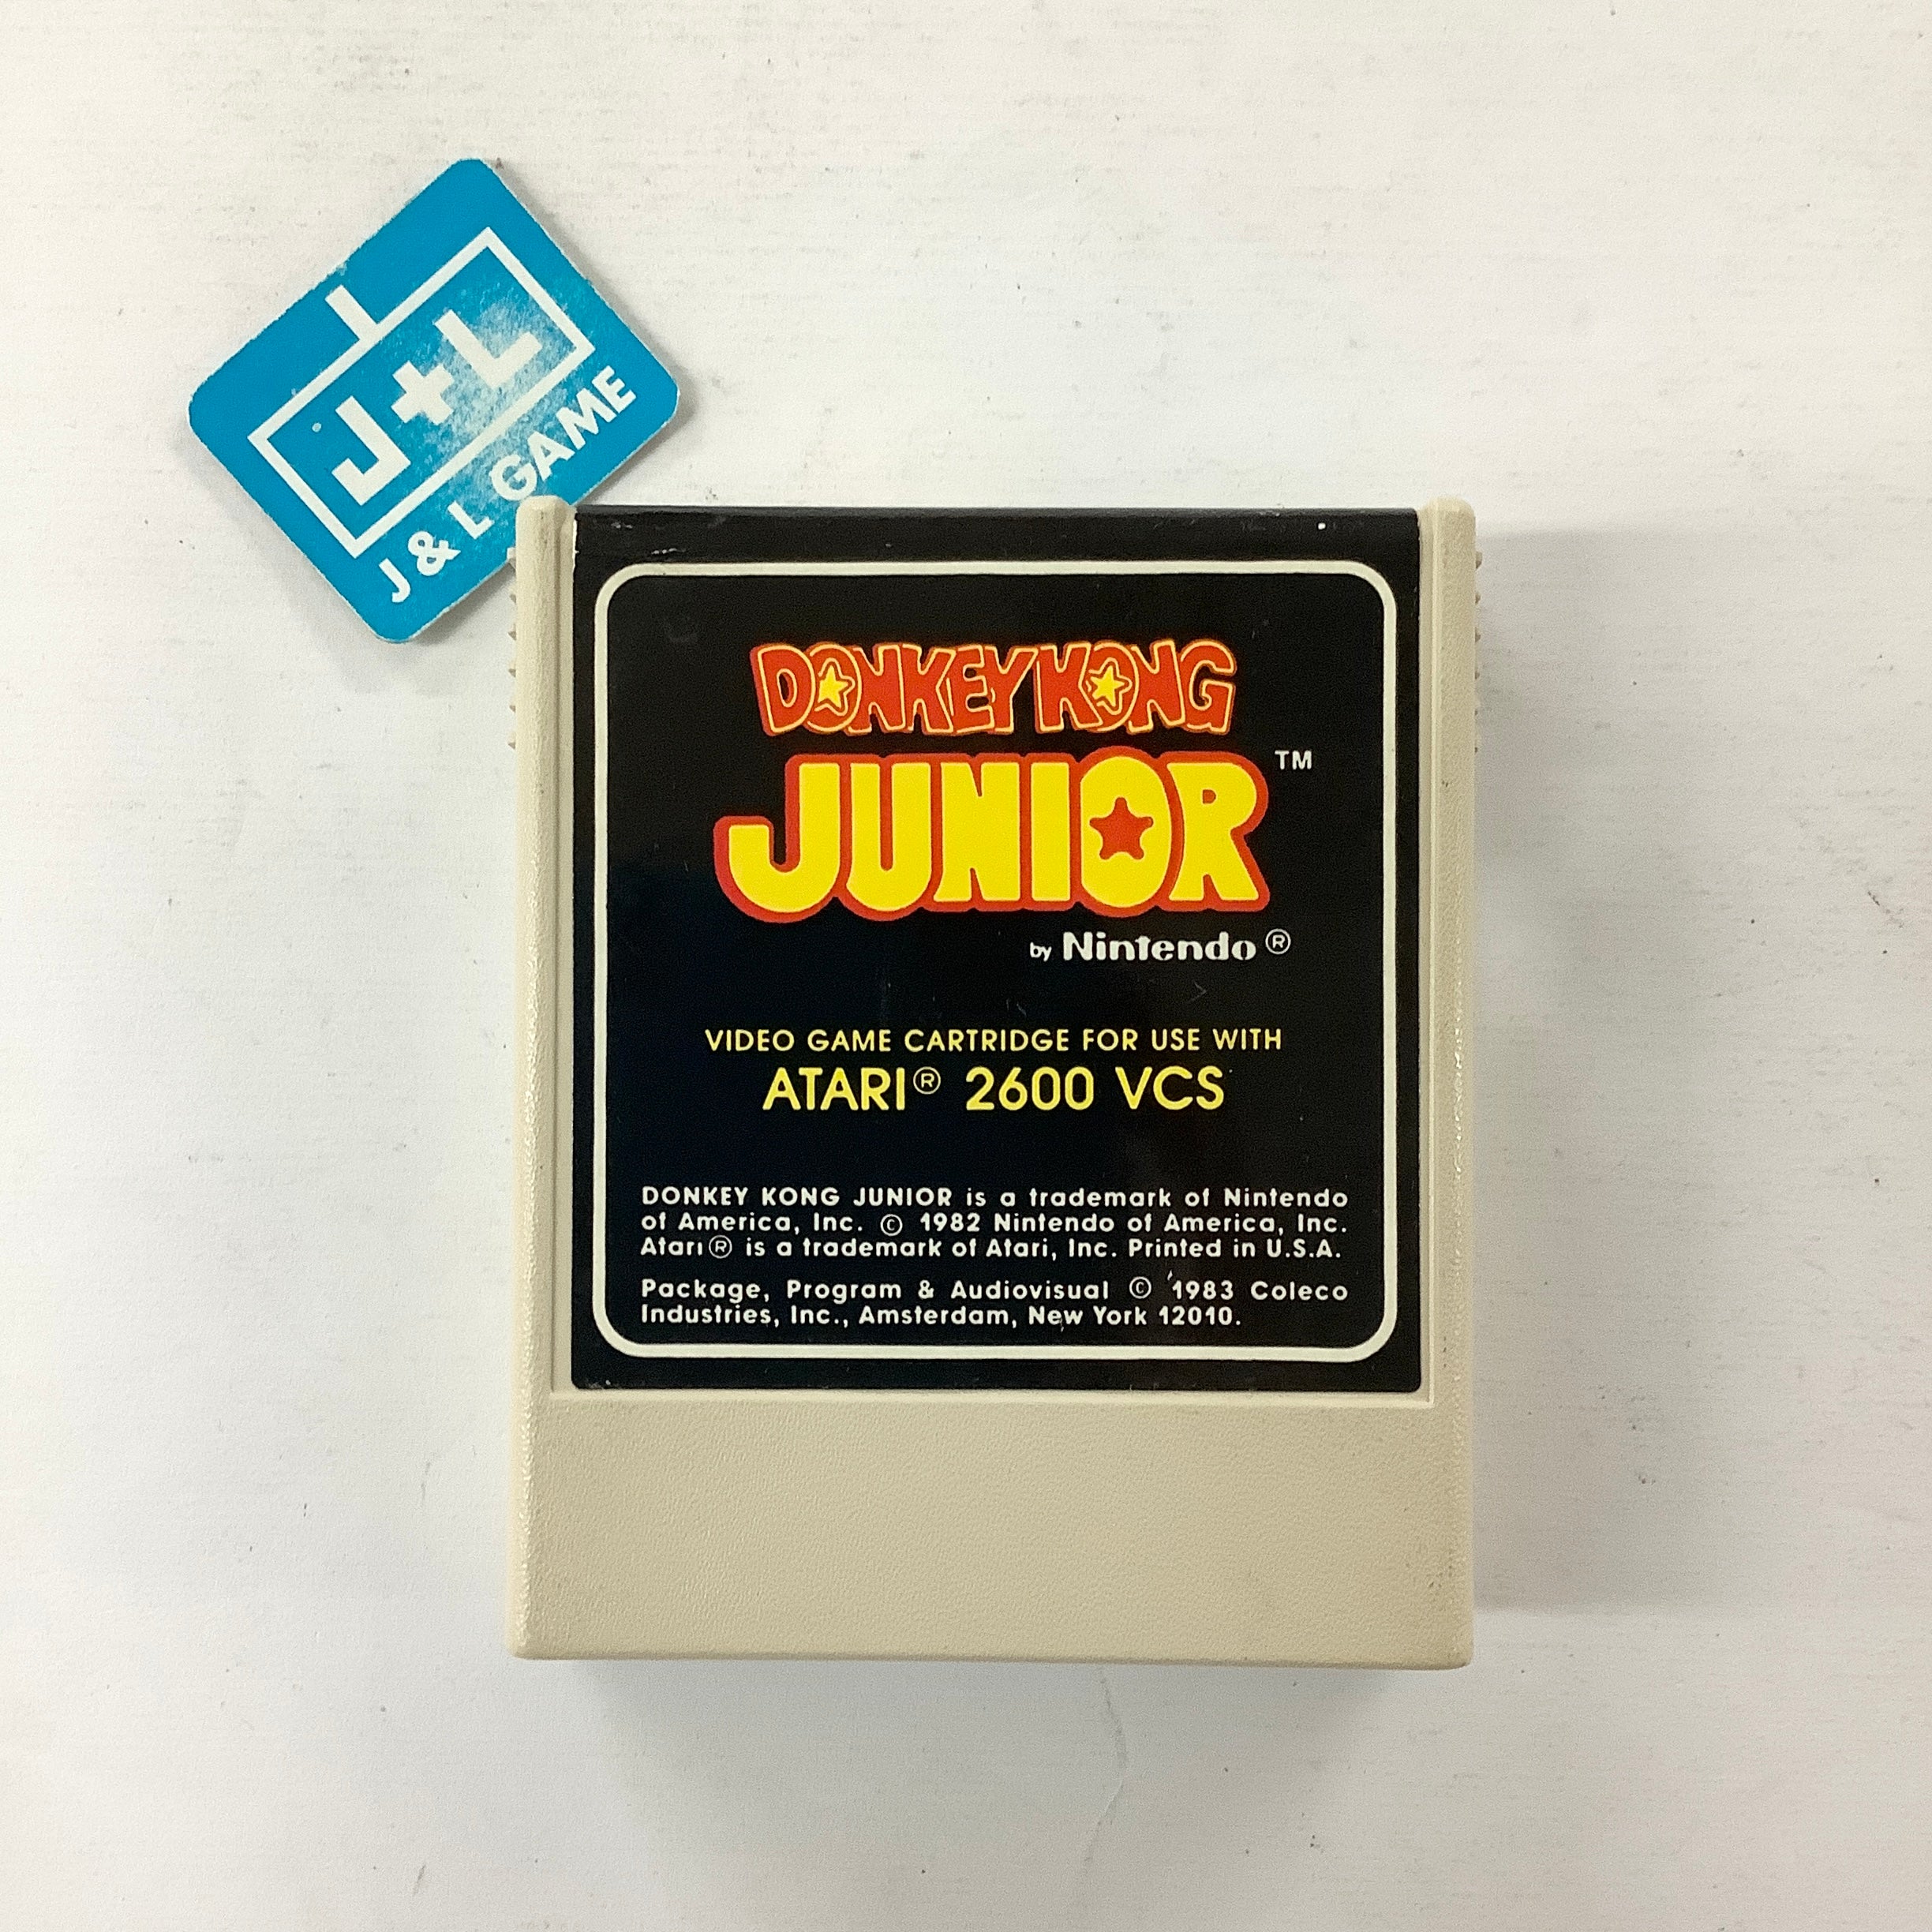 J+L
J & L GAME
DONKEY KONG
JUNIOR ™
by Nintendo ®
VIDEO GAME CARTRIDGE FOR USE WITH
ATARI® 2600 VCS
DONKEY KONG JUNIOR is a trademark of Nintendo
of America, Inc. © 1982 Nintendo of America, Inc.
Atari® is a trademark of Atari, Inc. Printed in U.S.A.
Package, Program & Audiovisual © 1983 Coleco
Industries, Inc., Amsterdam, New York 12010.